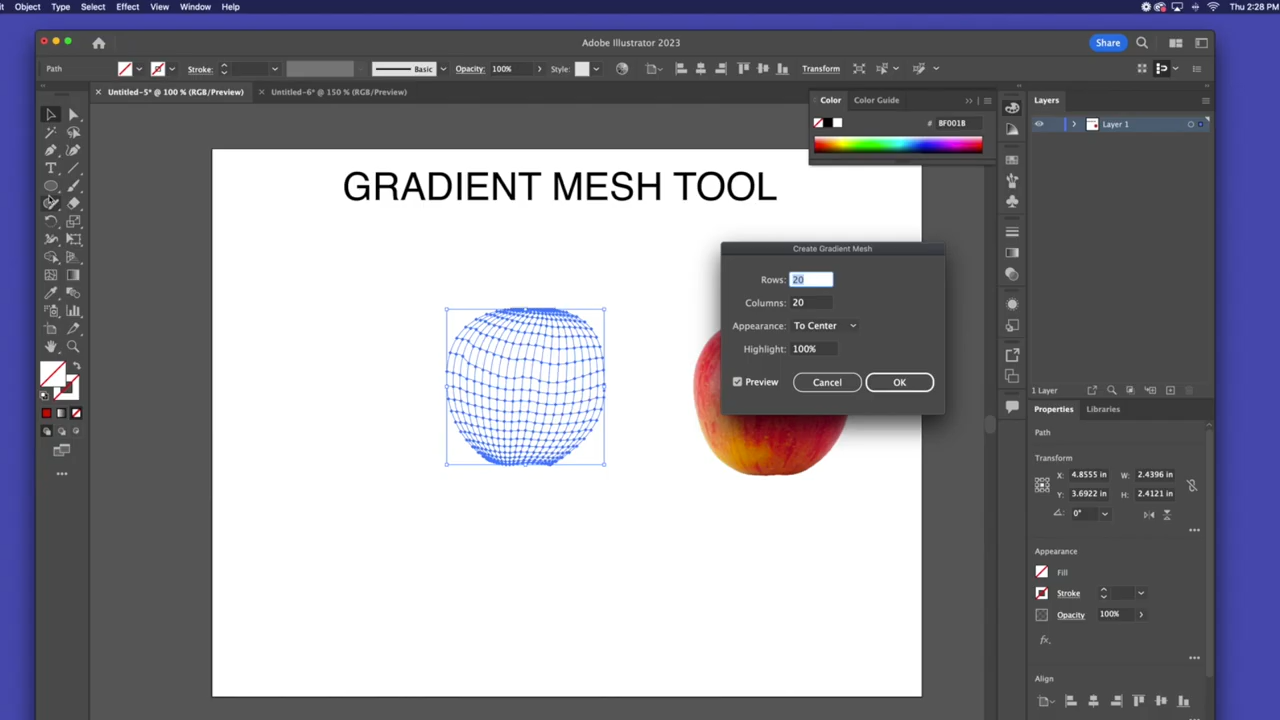 Object Type Select Effect View Window Help Thu 2:28 PM
Adobe Illustrator 2023 Share
Path Stroke: Basic Opacity: 100% Style: Transform
Untitled-5* @ 100 % (RGB/Preview) Untitled-6* @ 150 % (RGB/Preview)
Color Color Guide
# BF001B
Layers
Layer 1
GRADIENT MESH TOOL
Create Gradient Mesh
Rows: 20
Columns: 20
Appearance: To Center
Highlight: 100%
Preview Cancel OK
1 Layer
Properties Libraries
Path
Transform
X: 4.8555 in W: 2.4396 in
Y: 3.6922 in H: 2.4121 in
0°
Appearance
Fill
Stroke
Opacity 100%
fx.
Align